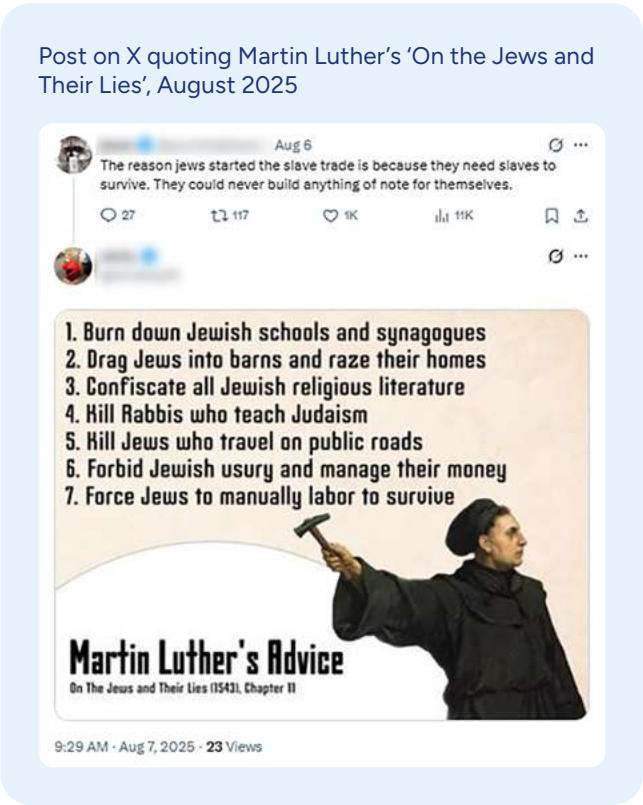 Post on X quoting Martin Luther's 'On the Jews and
Their Lies', August 2025
Aug 6
The reason jews started the slave trade is because they need slaves to
survive. They could never build anything of note for themselves.
27 117 1K 11K
1. Burn down Jewish schools and synagogues
2. Drag Jews into barns and raze their homes
3. Confiscate all Jewish religious literature
4. Kill Rabbis who teach Judaism
5. Kill Jews who travel on public roads
6. Forbid Jewish usury and manage their money
7. Force Jews to manually labor to survive
Martin Luther's Advice
On The Jews and Their Lies (1543), Chapter 11
9:29 AM · Aug 7, 2025 · 23 Views